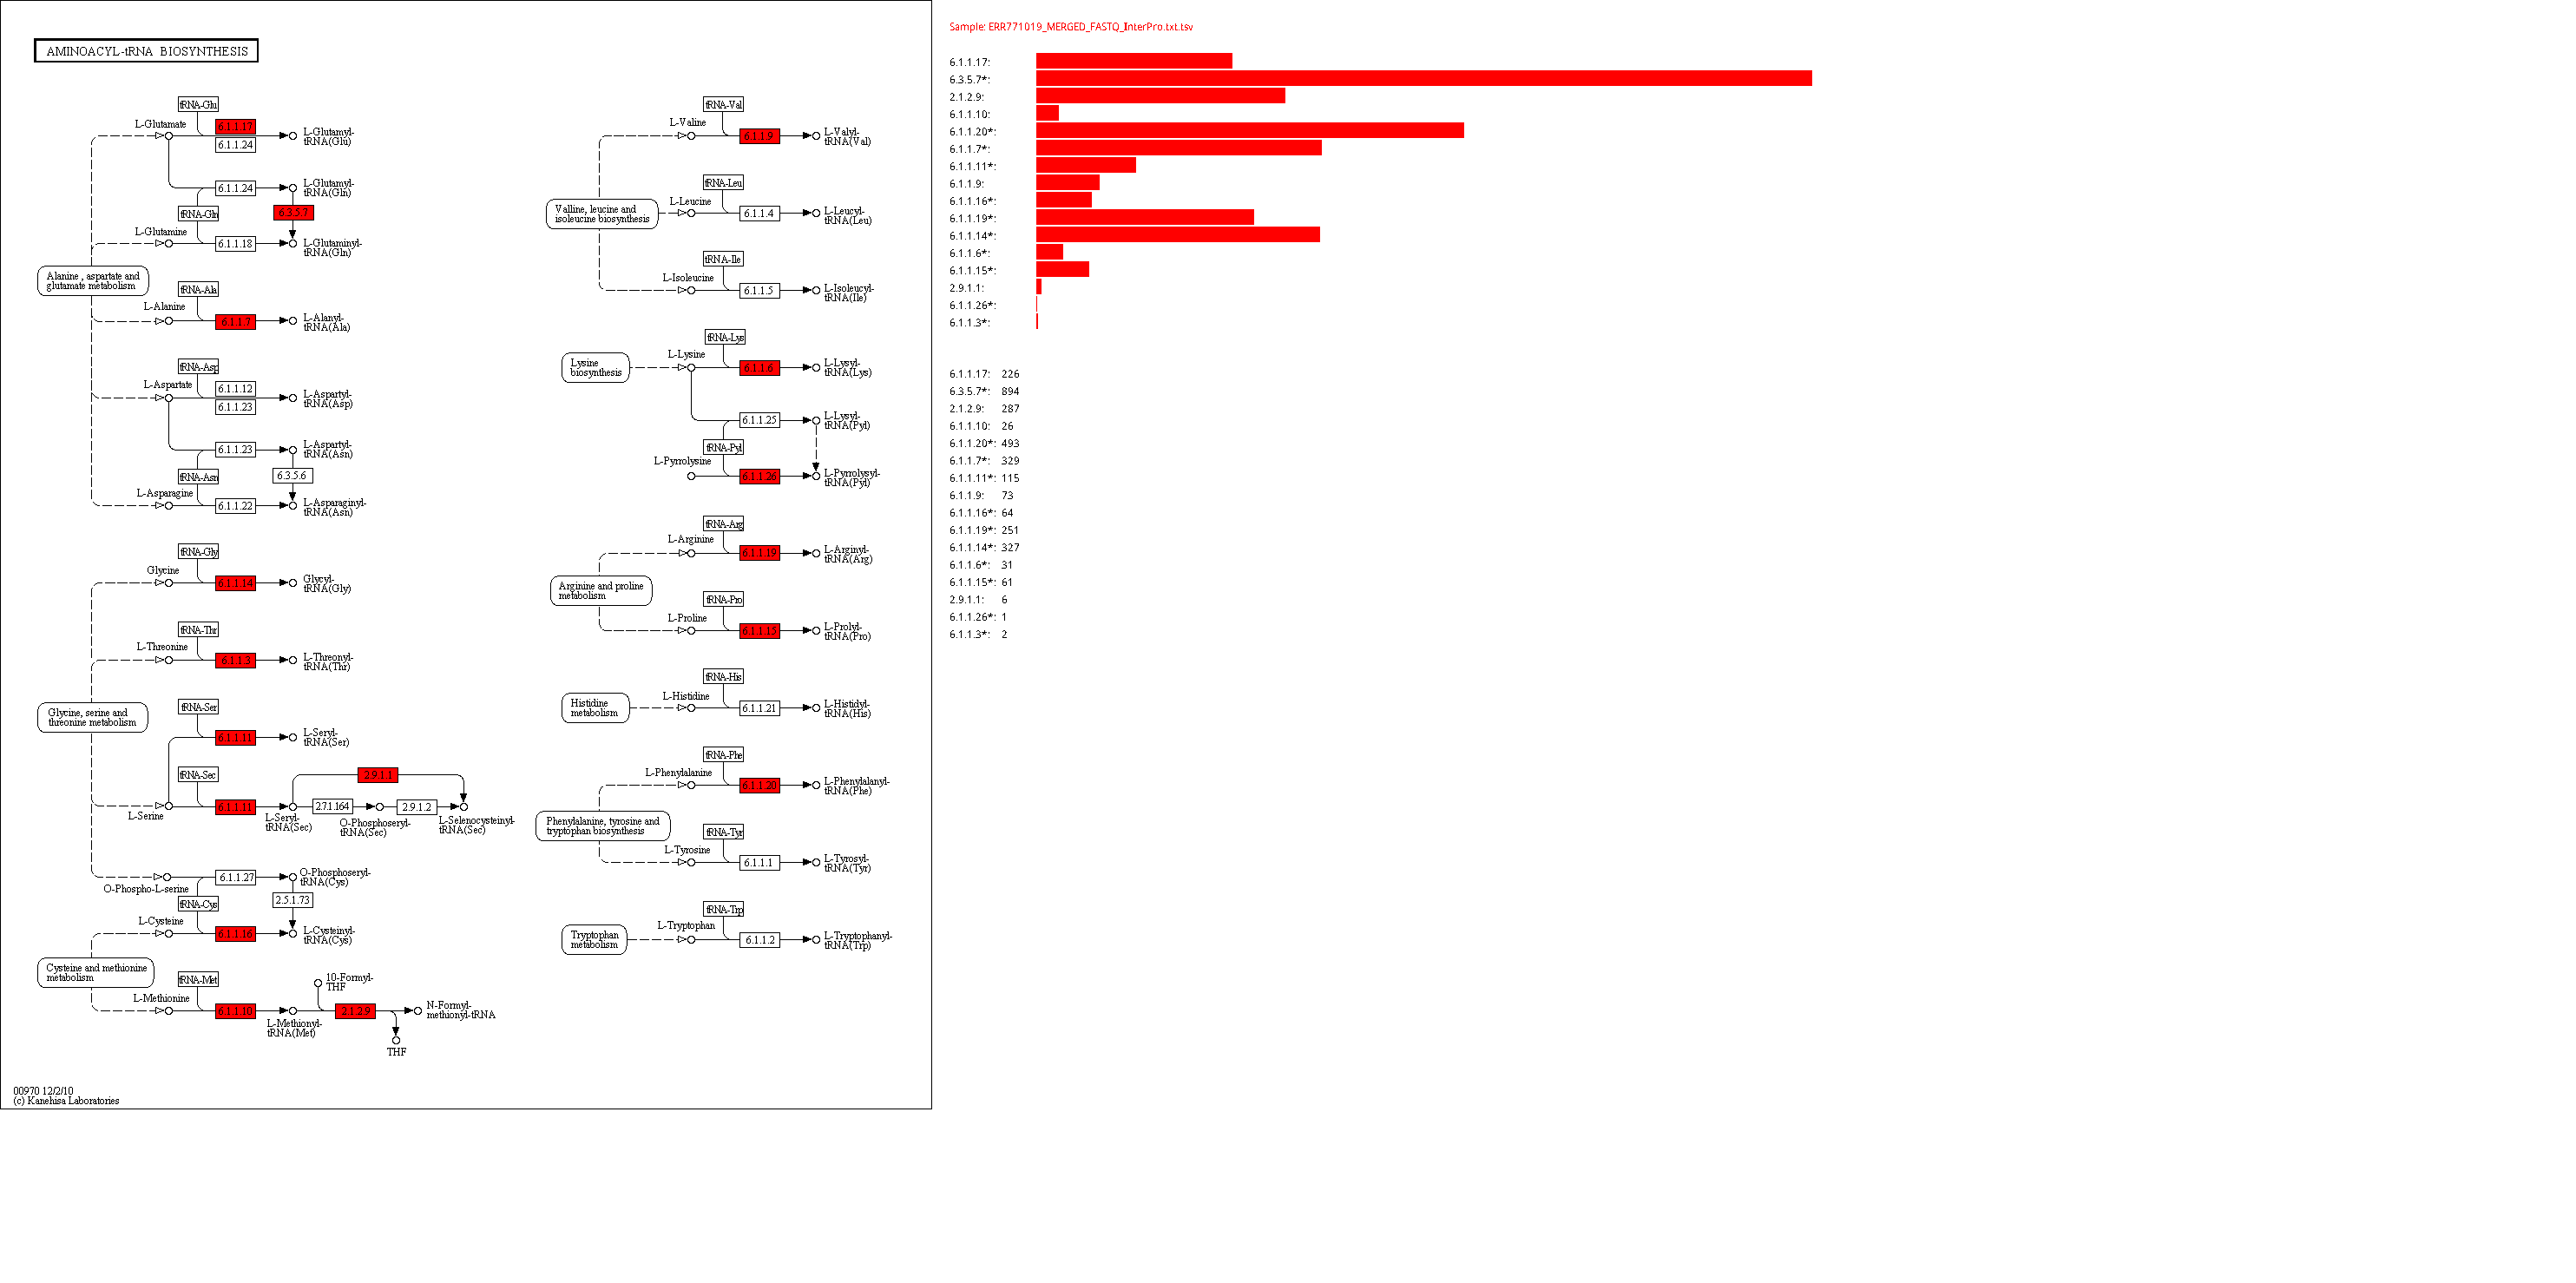 AMINOACYL-tRNA BIOSYNTHESIS
tRNA-Glu
L-Glutamate
6.1.1.17
6.1.1.24
L-Glutamyl-
tRNA(Glu)
6.1.1.24
L-Glutamyl-
tRNA(Gln)
tRNA-Gln
6.3.5.7
L-Glutamine
6.1.1.18
L-Glutaminyl-
tRNA(Gln)
Alanine , aspartate and
glutamate metabolism
tRNA-Ala
L-Alanine
6.1.1.7
L-Alanyl-
tRNA(Ala)
tRNA-Asp
L-Aspartate
6.1.1.12
6.1.1.23
L-Aspartyl-
tRNA(Asp)
6.1.1.23
L-Aspartyl-
tRNA(Asn)
tRNA-Asn
6.3.5.6
L-Asparagine
6.1.1.22
L-Asparaginyl-
tRNA(Asn)
tRNA-Gly
Glycine
6.1.1.14
Glycyl-
tRNA(Gly)
tRNA-Thr
L-Threonine
6.1.1.3
L-Threonyl-
tRNA(Thr)
Glycine, serine and
threonine metabolism
tRNA-Ser
6.1.1.11
L-Seryl-
tRNA(Ser)
tRNA-Sec
2.9.1.1
L-Serine
6.1.1.11
L-Seryl-
tRNA(Sec)
2.7.1.164
O-Phosphoseryl-
tRNA(Sec)
2.9.1.2
L-Selenocysteinyl-
tRNA(Sec)
O-Phospho-L-serine
6.1.1.27
O-Phosphoseryl-
tRNA(Cys)
tRNA-Cys
2.5.1.73
L-Cysteine
6.1.1.16
L-Cysteinyl-
tRNA(Cys)
Cysteine and methionine
metabolism
tRNA-Met
L-Methionine
6.1.1.10
L-Methionyl-
tRNA(Met)
10-Formyl-
THF
2.1.2.9
N-Formyl-
methionyl-tRNA
THF
00970 12/2/10
(c) Kanehisa Laboratories
tRNA-Val
L-Valine
6.1.1.9
L-Valyl-
tRNA(Val)
tRNA-Leu
L-Leucine
6.1.1.4
L-Leucyl-
tRNA(Leu)
Valline, leucine and
isoleucine biosynthesis
tRNA-Ile
L-Isoleucine
6.1.1.5
L-Isoleucyl-
tRNA(Ile)
tRNA-Lys
Lysine
biosynthesis
L-Lysine
6.1.1.6
L-Lysyl-
tRNA(Lys)
6.1.1.25
L-Lysyl-
tRNA(Pyl)
tRNA-Pyl
L-Pyrrolysine
6.1.1.26
L-Pyrrolysyl-
tRNA(Pyl)
tRNA-Arg
L-Arginine
6.1.1.19
L-Arginyl-
tRNA(Arg)
Arginine and proline
metabolism
tRNA-Pro
L-Proline
6.1.1.15
L-Prolyl-
tRNA(Pro)
tRNA-His
Histidine
metabolism
L-Histidine
6.1.1.21
L-Histidyl-
tRNA(His)
tRNA-Phe
L-Phenylalanine
6.1.1.20
L-Phenylalanyl-
tRNA(Phe)
Phenylalanine, tyrosine and
tryptophan biosynthesis
tRNA-Tyr
L-Tyrosine
6.1.1.1
L-Tyrosyl-
tRNA(Tyr)
tRNA-Trp
Tryptophan
metabolism
L-Tryptophan
6.1.1.2
L-Tryptophanyl-
tRNA(Trp)
Sample: ERR771019_MERGED_FASTQ_InterPro.txt.tsv
6.1.1.17:
6.3.5.7*:
2.1.2.9:
6.1.1.10:
6.1.1.20*:
6.1.1.7*:
6.1.1.11*:
6.1.1.9:
6.1.1.16*:
6.1.1.19*:
6.1.1.14*:
6.1.1.6*:
6.1.1.15*:
2.9.1.1:
6.1.1.26*:
6.1.1.3*:
6.1.1.17: 226
6.3.5.7*: 894
2.1.2.9: 287
6.1.1.10: 26
6.1.1.20*: 493
6.1.1.7*: 329
6.1.1.11*: 115
6.1.1.9: 73
6.1.1.16*: 64
6.1.1.19*: 251
6.1.1.14*: 327
6.1.1.6*: 31
6.1.1.15*: 61
2.9.1.1: 6
6.1.1.26*: 1
6.1.1.3*: 2